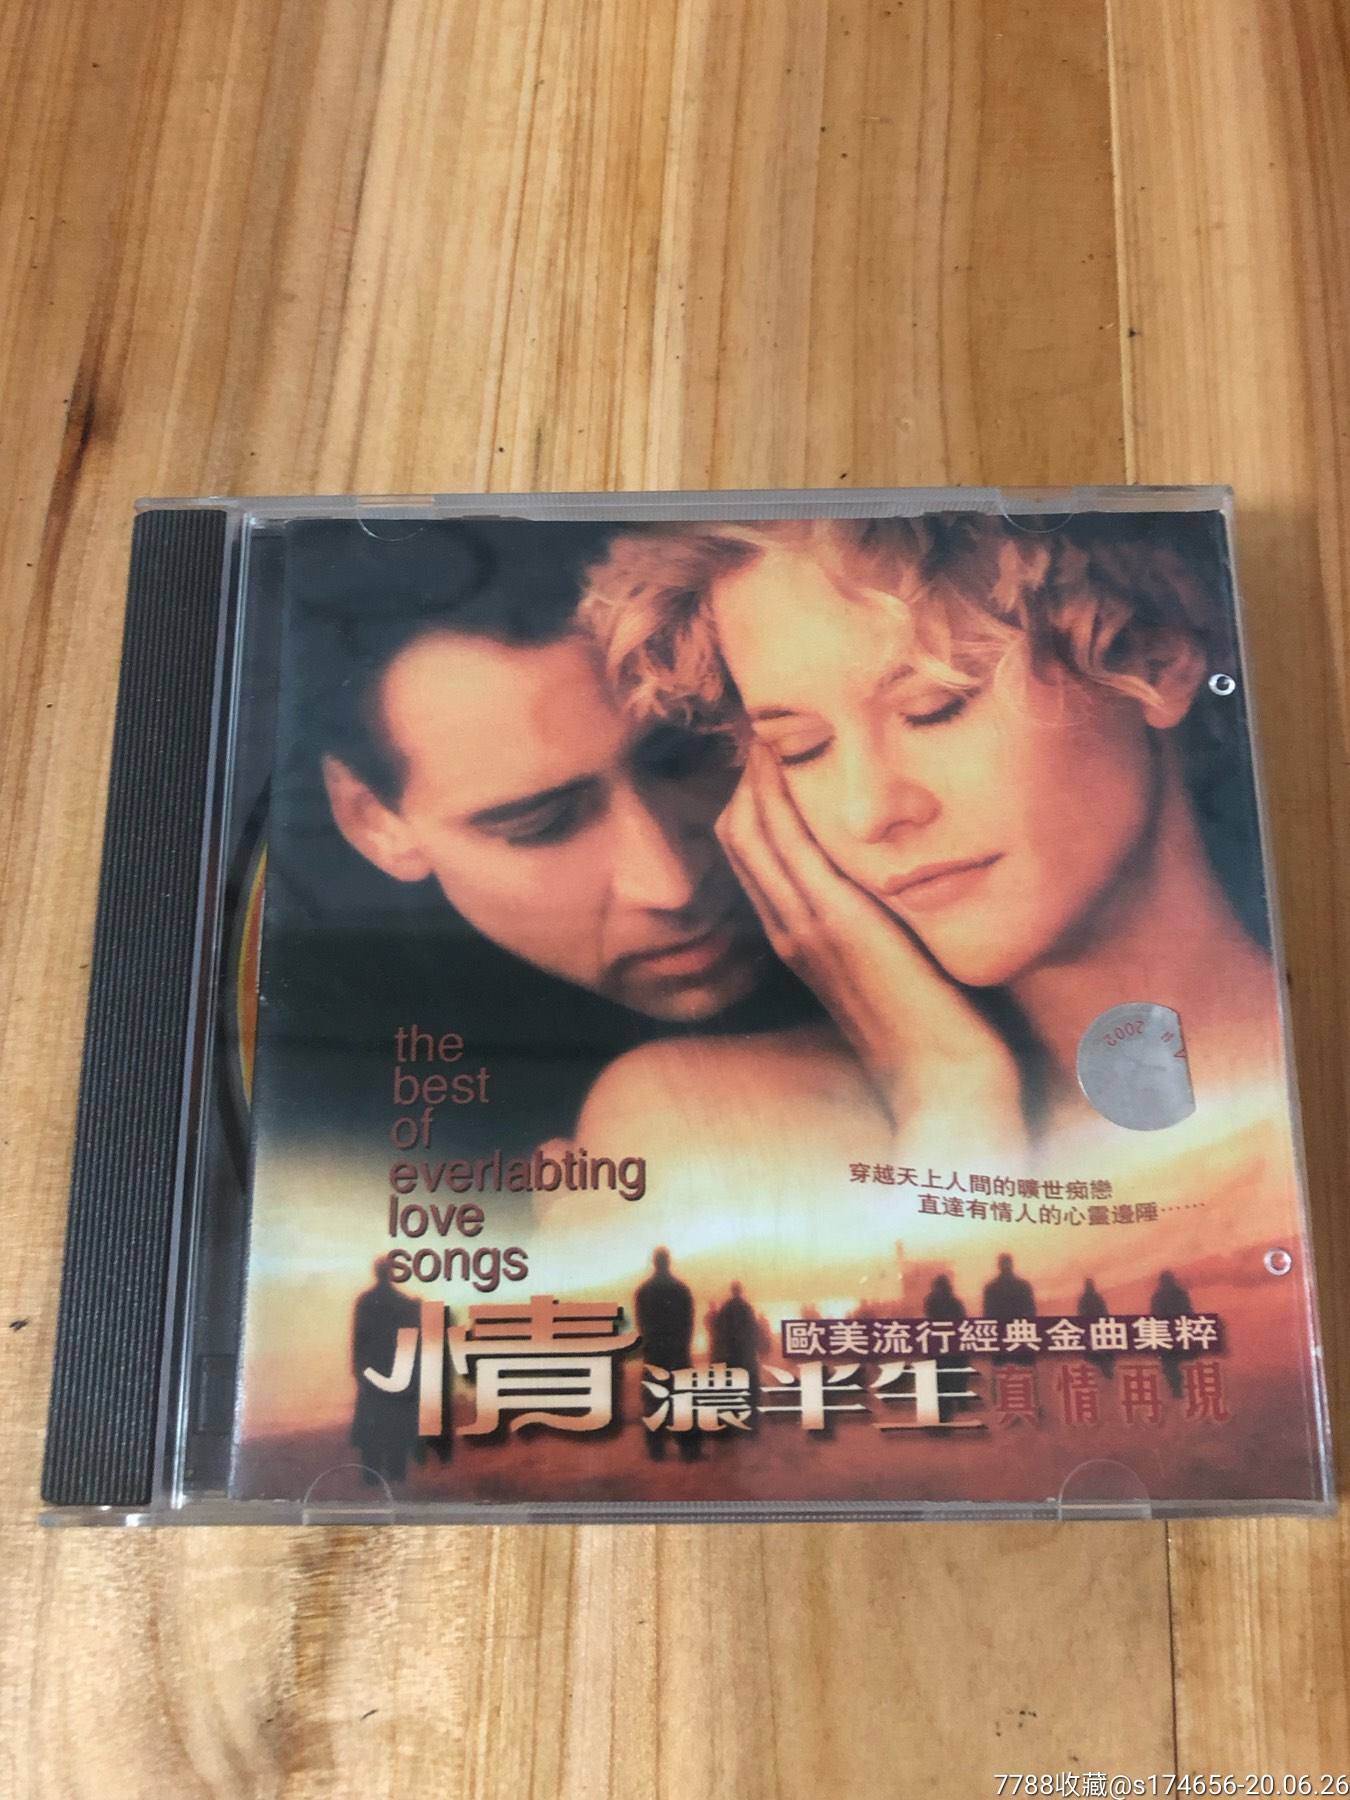 the
best
of
everlabting
love
songs
2002
穿越天上人間的曠世痴戀
直達有情人的心靈邊陲……
歐美流行經典金曲集粹
情濃半生真情再現
7788收藏@s174656-20.06.26